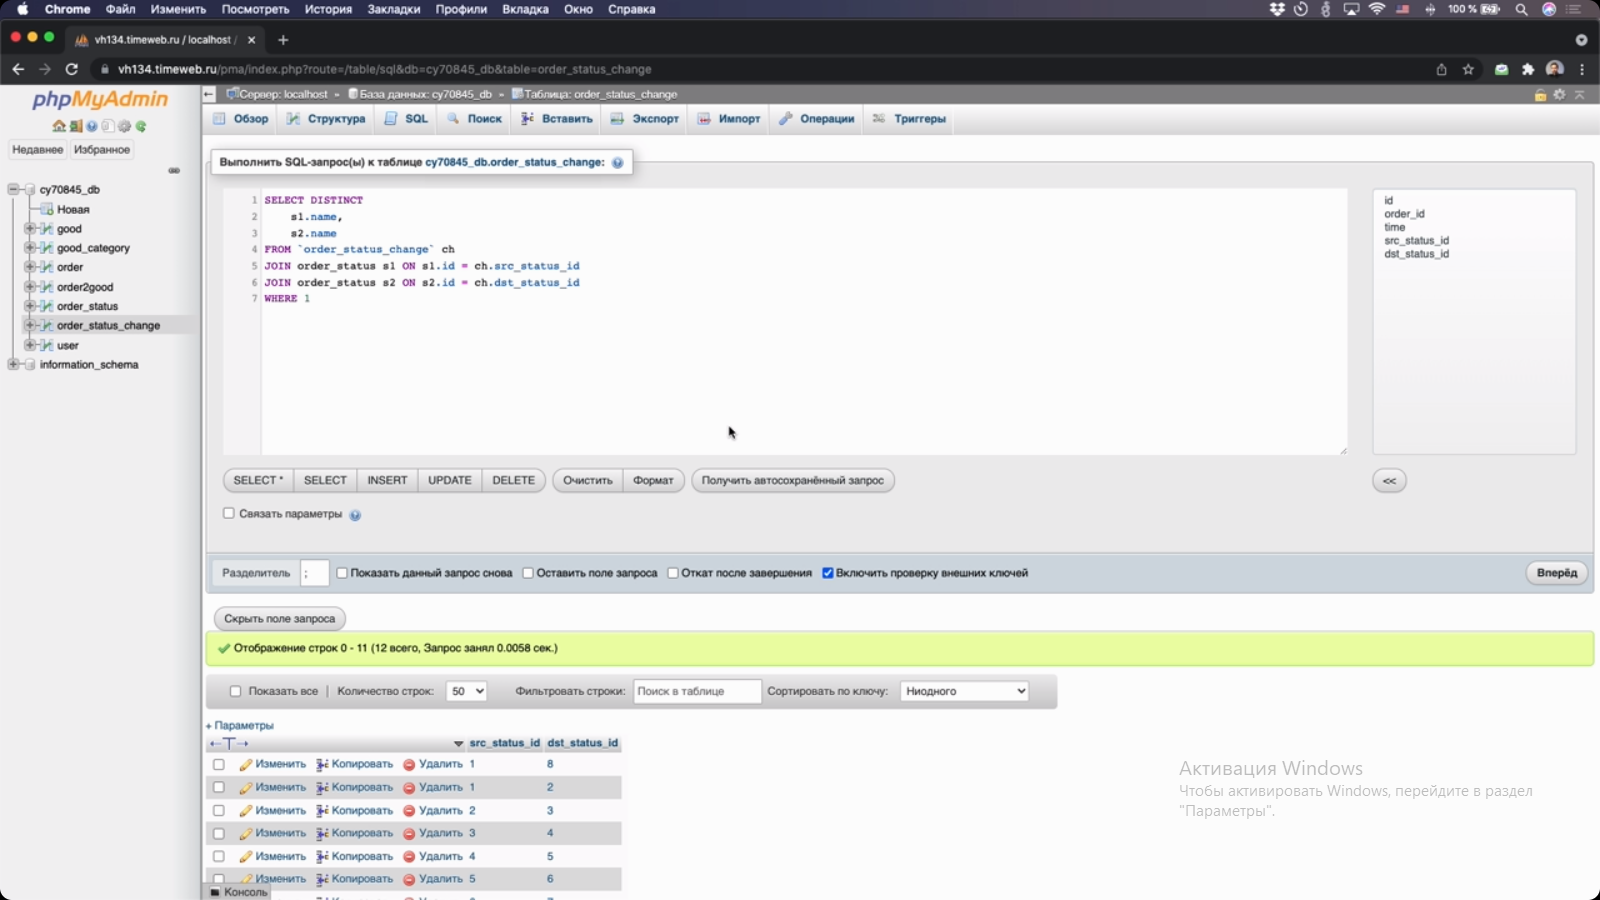 Chrome Файл Изменить Посмотреть История Закладки Профили Вкладка Окно Справка 100 %
vh134.timeweb.ru / localhost /
vh134.timeweb.ru/pma/index.php?route=/table/sql&db=cy70845_db&table=order_status_change
phpMyAdmin
Недавнее Избранное
cy70845_db
Новая
good
good_category
order
order2good
order_status
order_status_change
user
information_schema
Сервер: localhost » База данных: cy70845_db » Таблица: order_status_change
Обзор Структура SQL Поиск Вставить Экспорт Импорт Операции Триггеры
Выполнить SQL-запрос(ы) к таблице cy70845_db.order_status_change:
1 SELECT DISTINCT
2 s1.name,
3 s2.name
4 FROM `order_status_change` ch
5 JOIN order_status s1 ON s1.id = ch.src_status_id
6 JOIN order_status s2 ON s2.id = ch.dst_status_id
7 WHERE 1
id
order_id
time
src_status_id
dst_status_id
SELECT * SELECT INSERT UPDATE DELETE Очистить Формат Получить автосохранённый запрос <<
Связать параметры
Разделитель ; Показать данный запрос снова Оставить поле запроса Откат после завершения Включить проверку внешних ключей Вперёд
Скрыть поле запроса
Отображение строк 0 - 11 (12 всего, Запрос занял 0.0058 сек.)
Показать все | Количество строк: 50 Фильтровать строки: Поиск в таблице Сортировать по ключу: Ниодного
+ Параметры
←T→ src_status_id dst_status_id
Изменить Копировать Удалить 1 8
Изменить Копировать Удалить 1 2
Изменить Копировать Удалить 2 3
Изменить Копировать Удалить 3 4
Изменить Копировать Удалить 4 5
Изменить Копировать Удалить 5 6
Консоль
Активация Windows
Чтобы активировать Windows, перейдите в раздел
"Параметры".